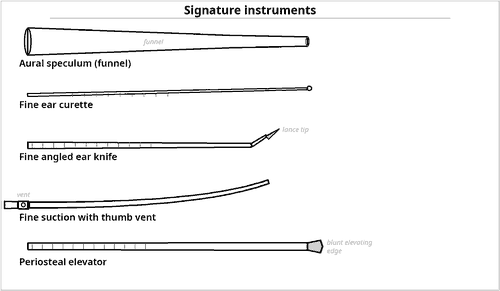 Signature instruments
funnel
Aural speculum (funnel)
Fine ear curette
lance tip
Fine angled ear knife
vent
Fine suction with thumb vent
blunt elevating
edge
Periosteal elevator